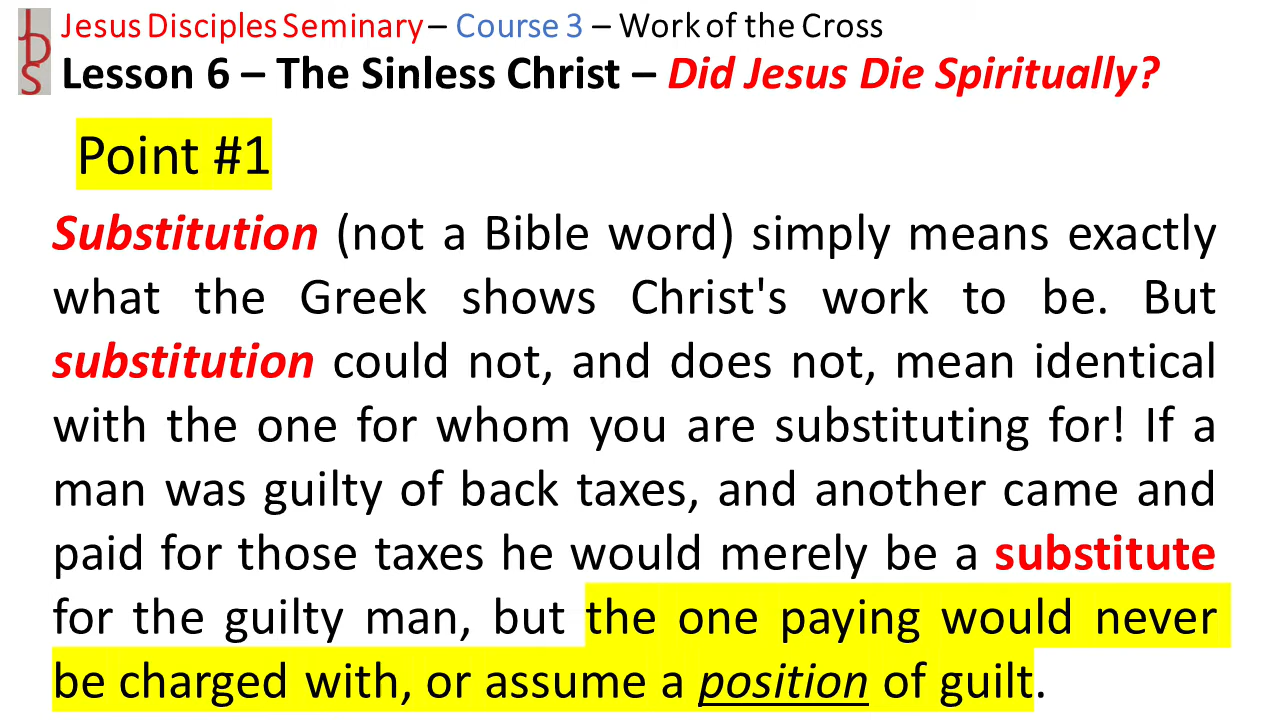 JDS
Jesus Disciples Seminary – Course 3 – Work of the Cross
Lesson 6 – The Sinless Christ – Did Jesus Die Spiritually?
Point #1
Substitution (not a Bible word) simply means exactly
what the Greek shows Christ's work to be. But
substitution could not, and does not, mean identical
with the one for whom you are substituting for! If a
man was guilty of back taxes, and another came and
paid for those taxes he would merely be a substitute
for the guilty man, but the one paying would never
be charged with, or assume a position of guilt.